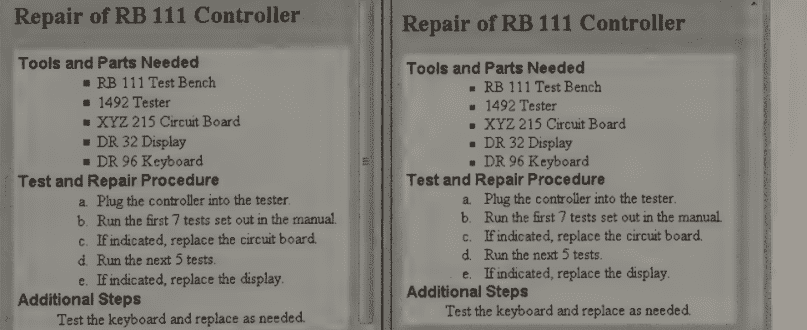 Repair of RB 111 Controller
Tools and Parts Needed
▪ RB 111 Test Bench
▪ 1492 Tester
▪ XYZ 215 Circuit Board
▪ DR 32 Display
▪ DR 96 Keyboard
Test and Repair Procedure
a. Plug the controller into the tester.
b. Run the first 7 tests set out in the manual.
c. If indicated, replace the circuit board.
d. Run the next 5 tests.
e. If indicated, replace the display.
Additional Steps
Test the keyboard and replace as needed.
Repair of RB 111 Controller
Tools and Parts Needed
▪ RB 111 Test Bench
▪ 1492 Tester
▪ XYZ 215 Circuit Board
▪ DR 32 Display
▪ DR 96 Keyboard
Test and Repair Procedure
a. Plug the controller into the tester.
b. Run the first 7 tests set out in the manual.
c. If indicated, replace the circuit board.
d. Run the next 5 tests.
e. If indicated, replace the display.
Additional Steps
Test the keyboard and replace as needed.